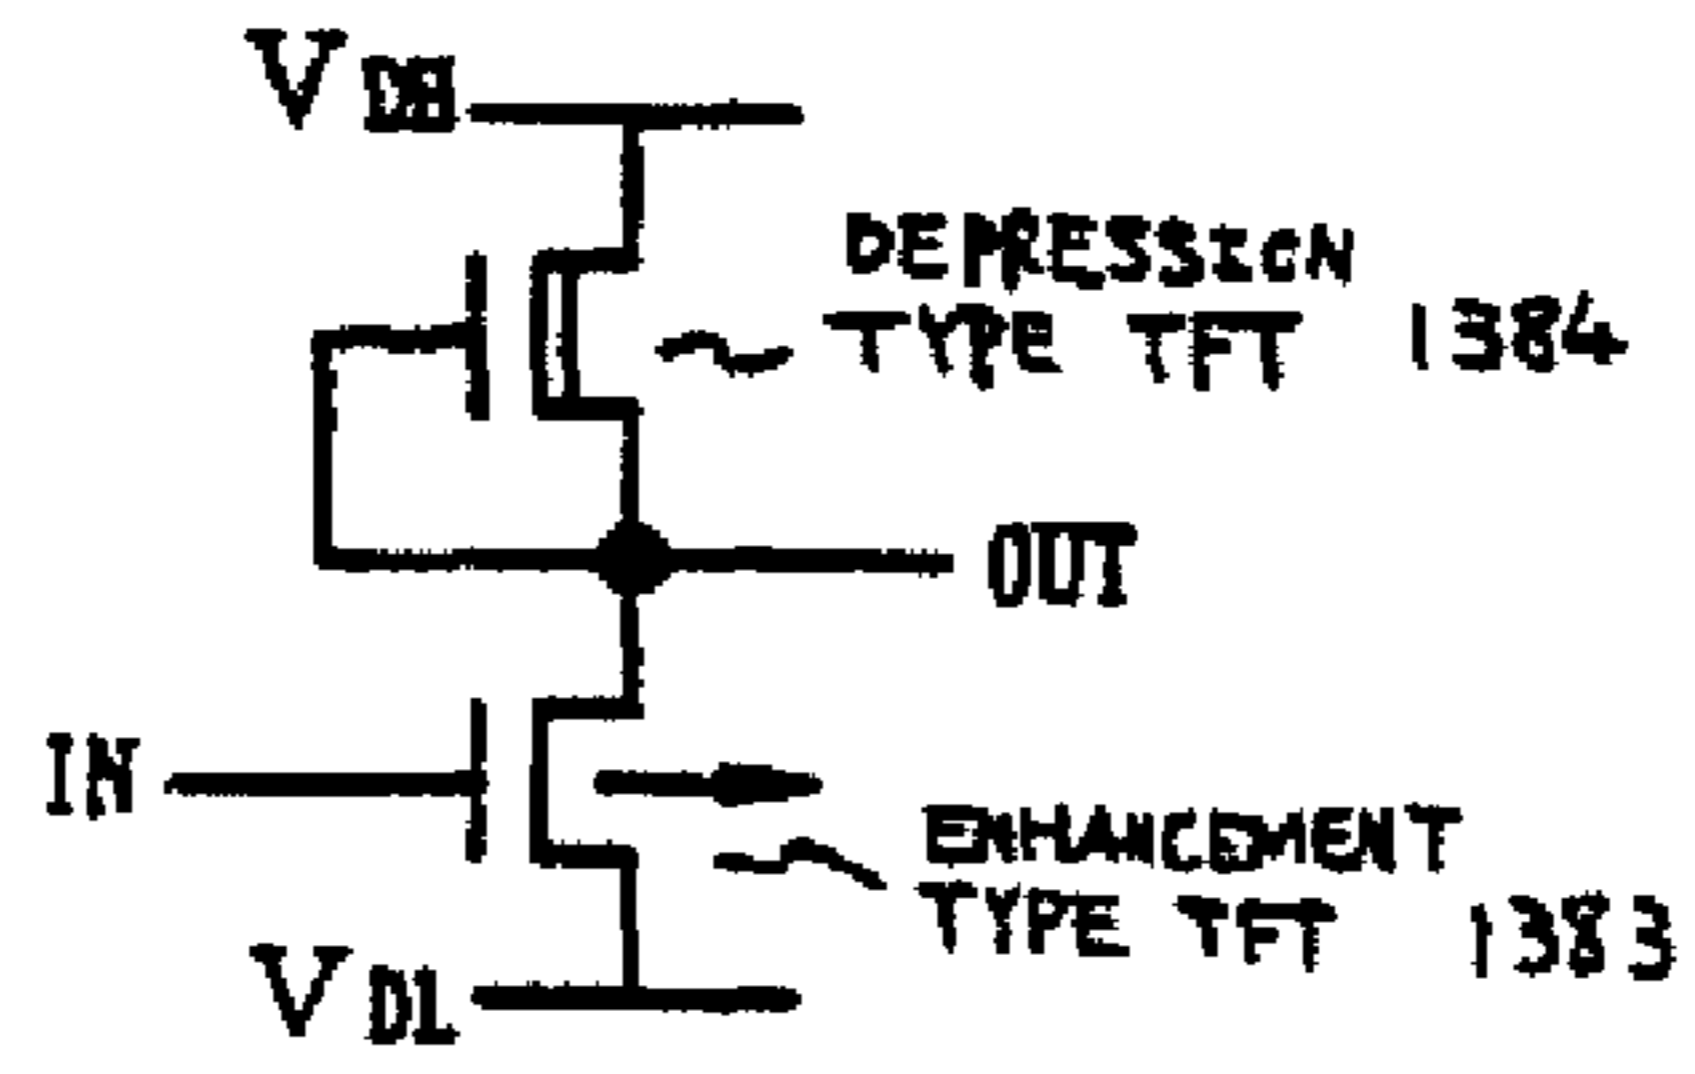 VDH
DEPRESSION
TYPE TFT 1384
OUT
IN
ENHANCEMENT
TYPE TFT 1383
VDL